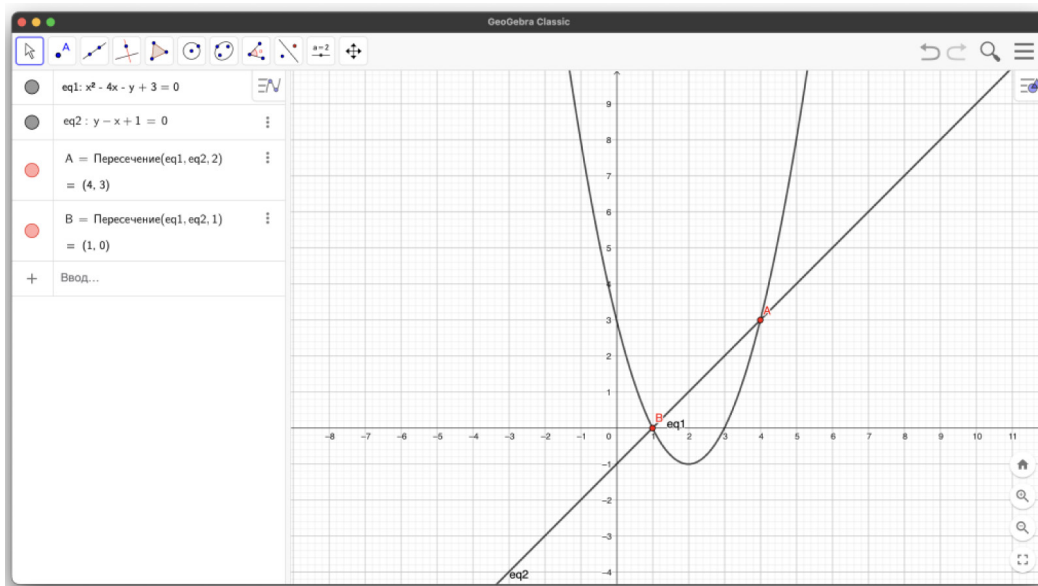 GeoGebra Classic
A
a=2
eq1: x² - 4x - y + 3 = 0
eq2 : y − x + 1 = 0
A = Пересечение(eq1, eq2, 2)
= (4, 3)
B = Пересечение(eq1, eq2, 1)
= (1, 0)
+ Ввод...
9
8
7
6
5
4
3
2
1
−8 −7 −6 −5 −4 −3 −2 −1 0 1 2 3 4 5 6 7 8 9 10 11
−1
−2
−3
−4
A
B
eq1
eq2